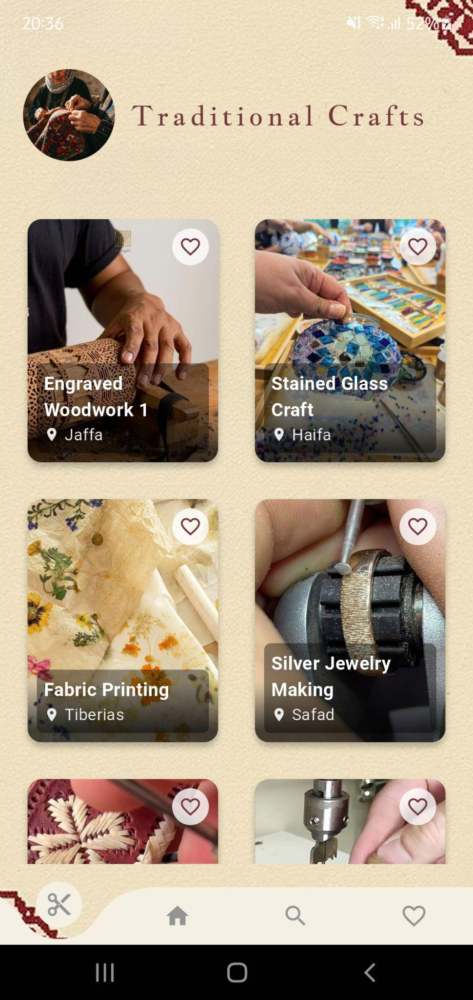 20:36
52%
Traditional Crafts
Engraved
Woodwork 1
Jaffa
Stained Glass
Craft
Haifa
Fabric Printing
Tiberias
Silver Jewelry
Making
Safad